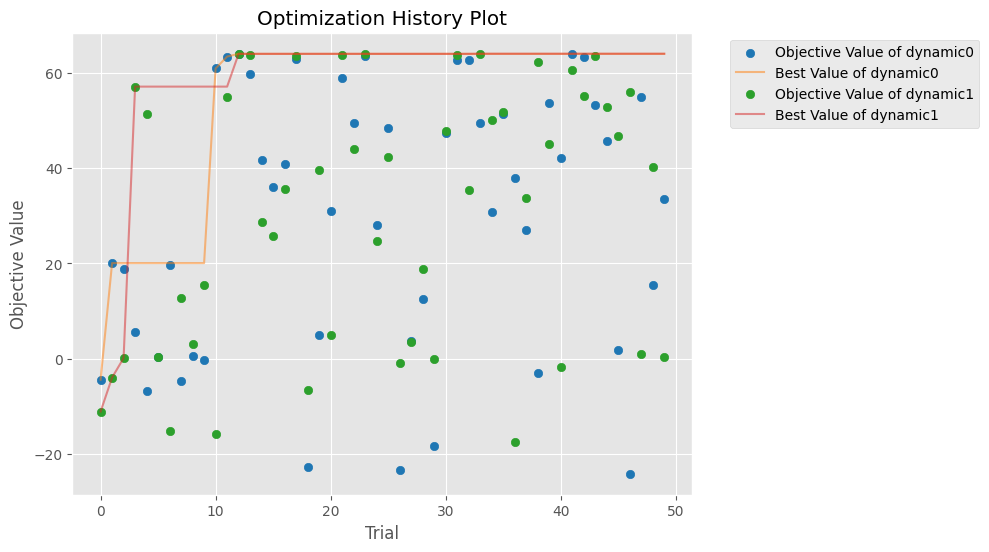 Optimization History Plot
Objective Value
60
40
20
0
−20
0 10 20 30 40 50
Trial
Objective Value of dynamic0
Best Value of dynamic0
Objective Value of dynamic1
Best Value of dynamic1